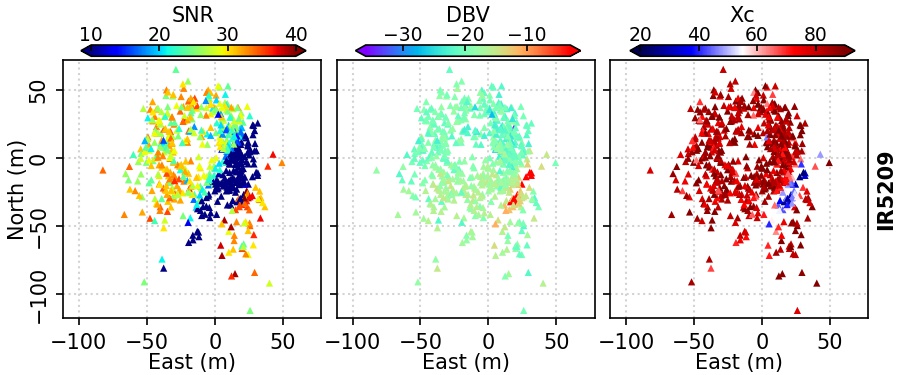 SNR DBV Xc
10 20 30 40 −30 −20 −10 20 40 60 80
50
0
−50
−100
North (m)
IR5209
−100 −50 0 50 −100 −50 0 50 −100 −50 0 50
East (m) East (m) East (m)